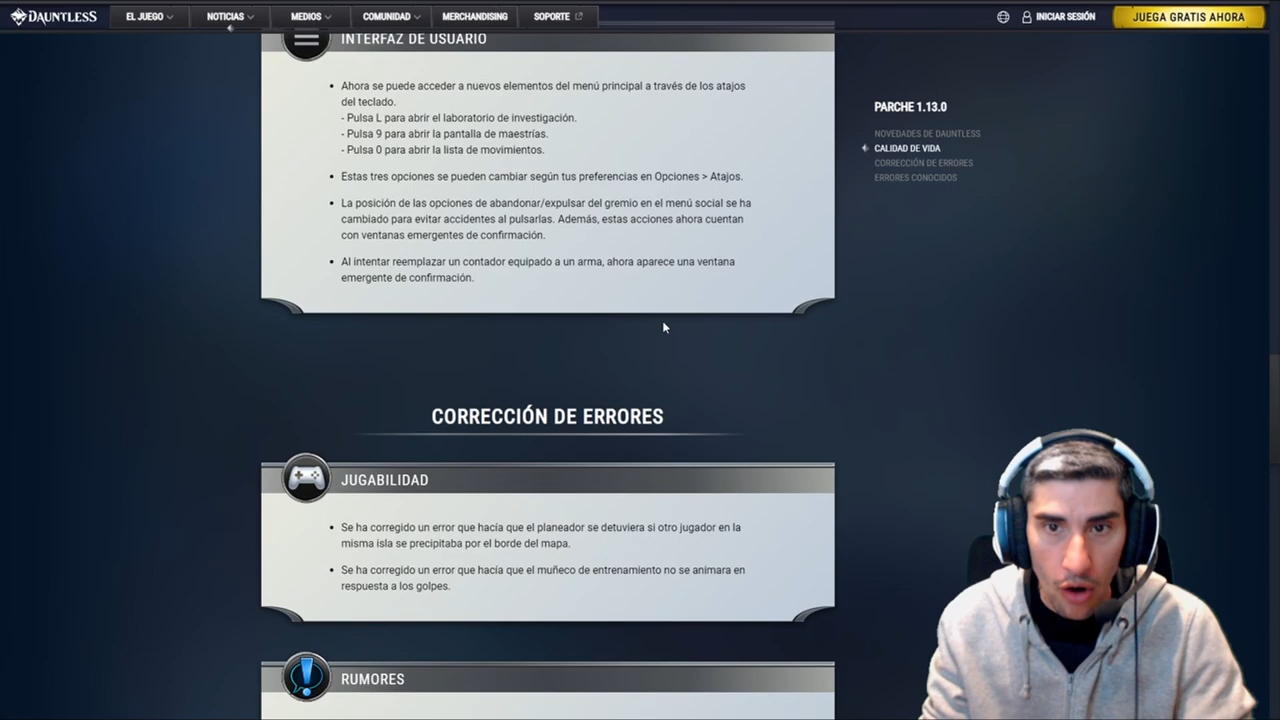 DAUNTLESS
EL JUEGO
NOTICIAS
MEDIOS
COMUNIDAD
MERCHANDISING
SOPORTE
INICIAR SESIÓN
JUEGA GRATIS AHORA
INTERFAZ DE USUARIO
• Ahora se puede acceder a nuevos elementos del menú principal a través de los atajos
del teclado.
- Pulsa L para abrir el laboratorio de investigación.
- Pulsa 9 para abrir la pantalla de maestrías.
- Pulsa 0 para abrir la lista de movimientos.
• Estas tres opciones se pueden cambiar según tus preferencias en Opciones > Atajos.
• La posición de las opciones de abandonar/expulsar del gremio en el menú social se ha
cambiado para evitar accidentes al pulsarlas. Además, estas acciones ahora cuentan
con ventanas emergentes de confirmación.
• Al intentar reemplazar un contador equipado a un arma, ahora aparece una ventana
emergente de confirmación.
PARCHE 1.13.0
NOVEDADES DE DAUNTLESS
CALIDAD DE VIDA
CORRECCIÓN DE ERRORES
ERRORES CONOCIDOS
CORRECCIÓN DE ERRORES
JUGABILIDAD
• Se ha corregido un error que hacía que el planeador se detuviera si otro jugador en la
misma isla se precipitaba por el borde del mapa.
• Se ha corregido un error que hacía que el muñeco de entrenamiento no se animara en
respuesta a los golpes.
RUMORES